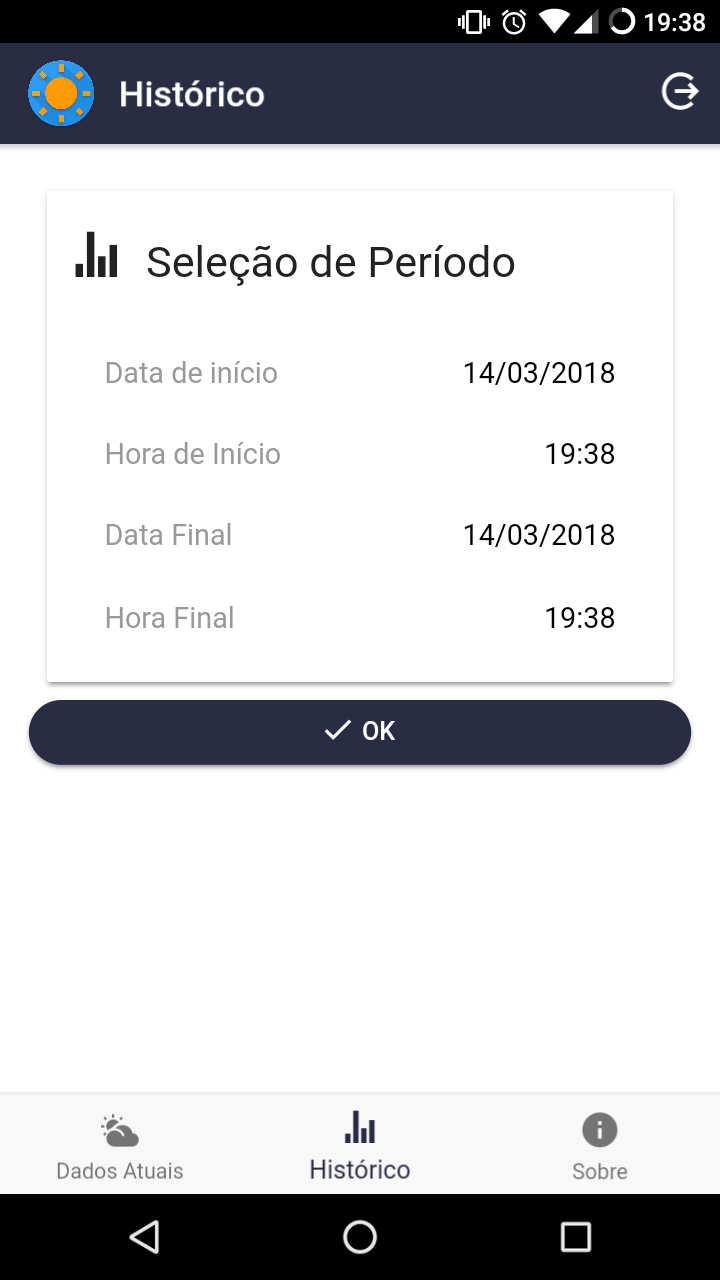 19:38
Histórico
Seleção de Período
Data de início 14/03/2018
Hora de Início 19:38
Data Final 14/03/2018
Hora Final 19:38
OK
Dados Atuais Histórico Sobre